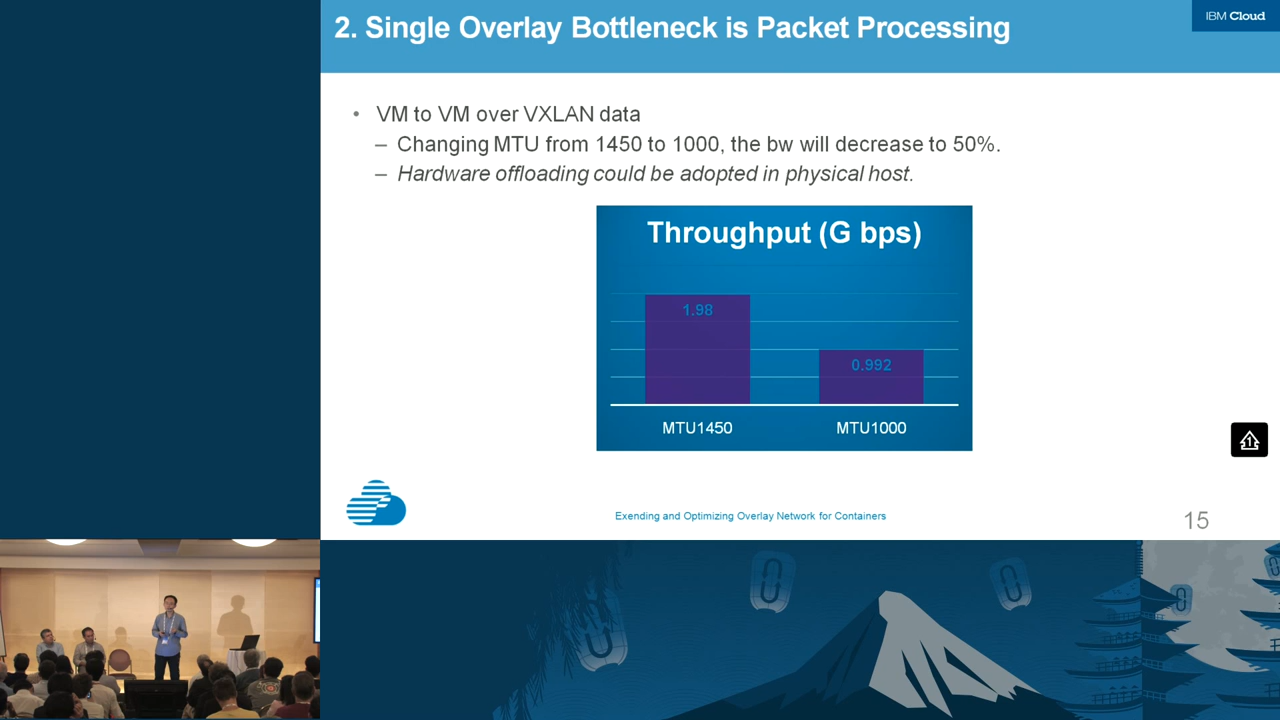 2. Single Overlay Bottleneck is Packet Processing
IBM Cloud
• VM to VM over VXLAN data
– Changing MTU from 1450 to 1000, the bw will decrease to 50%.
– Hardware offloading could be adopted in physical host.
Throughput (G bps)
1.98
0.992
MTU1450
MTU1000
Exending and Optimizing Overlay Network for Containers
15